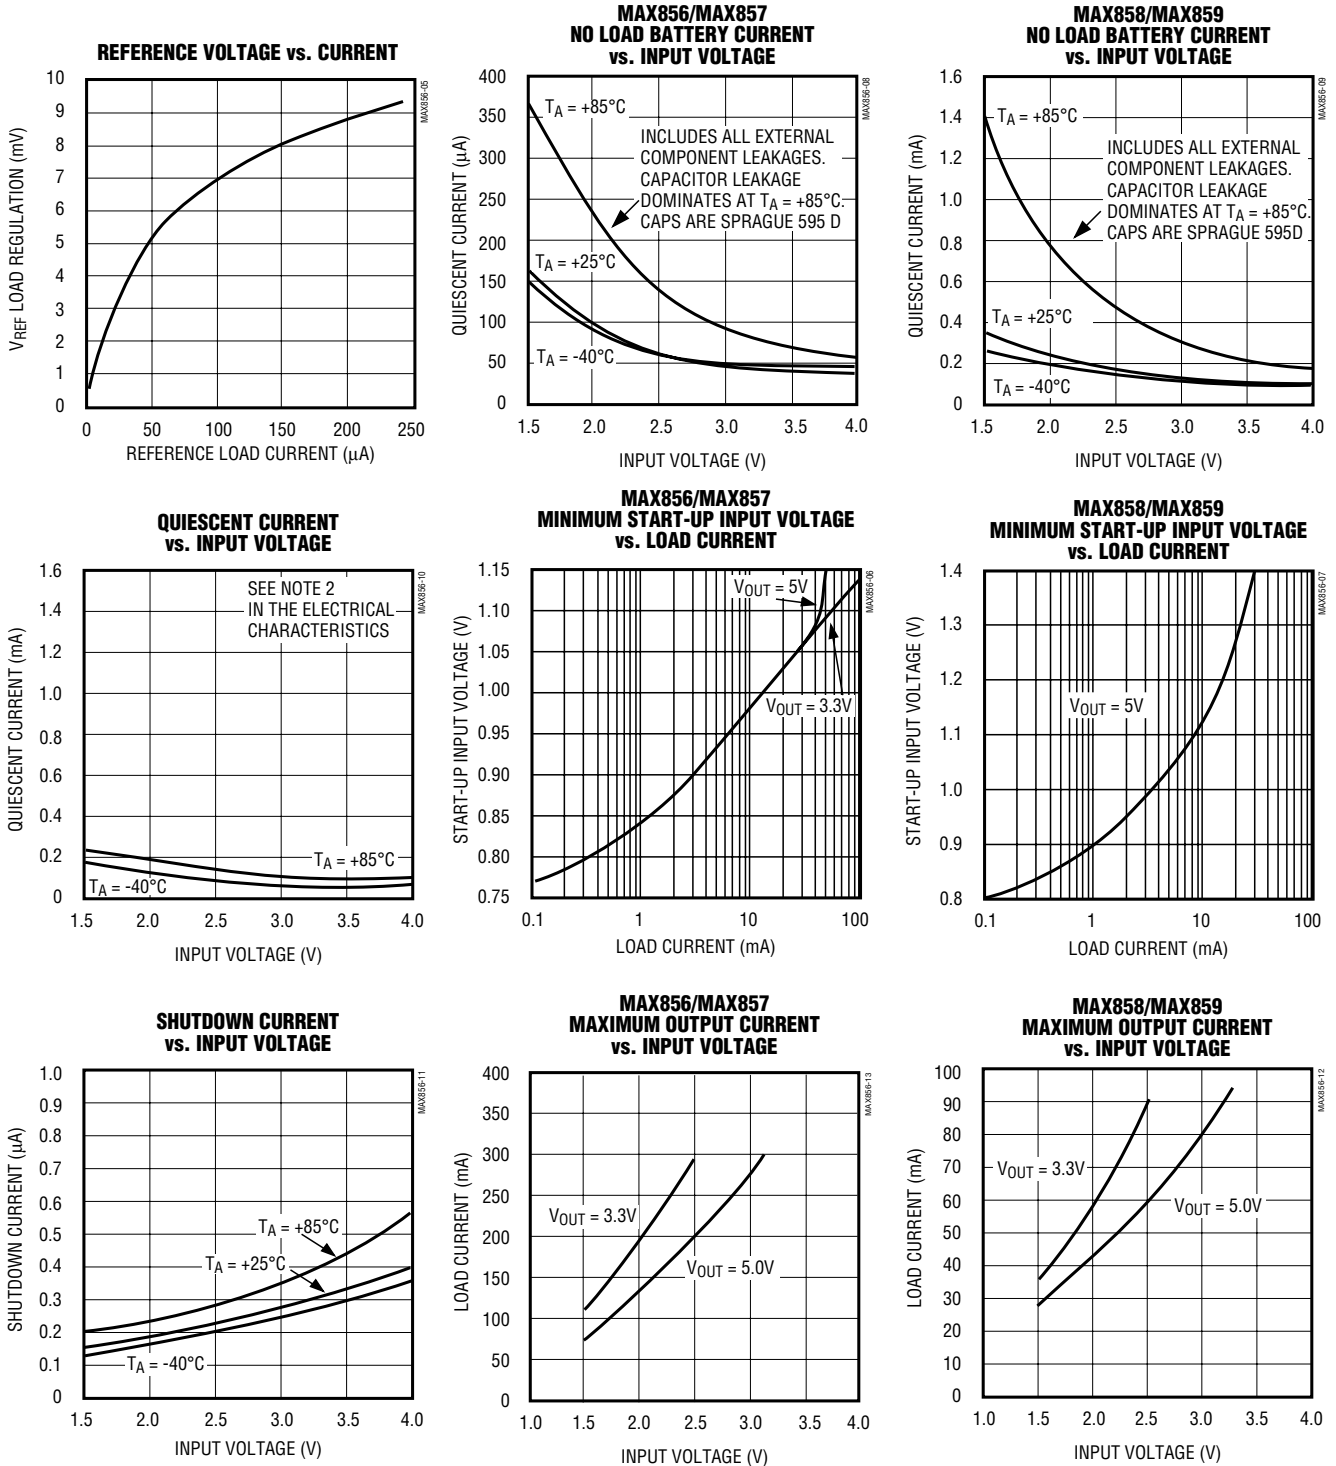 REFERENCE VOLTAGE vs. CURRENT
MAX856-05
VREF LOAD REGULATION (mV)
10
9
8
7
6
5
4
3
2
1
0
0 50 100 150 200 250
REFERENCE LOAD CURRENT (µA)
MAX856/MAX857
NO LOAD BATTERY CURRENT
vs. INPUT VOLTAGE
MAX856-08
QUIESCENT CURRENT (µA)
400
350
300
250
200
150
100
50
0
TA = +85°C
INCLUDES ALL EXTERNAL
COMPONENT LEAKAGES.
CAPACITOR LEAKAGE
DOMINATES AT TA = +85°C.
CAPS ARE SPRAGUE 595 D
TA = +25°C
TA = -40°C
1.5 2.0 2.5 3.0 3.5 4.0
INPUT VOLTAGE (V)
MAX858/MAX859
NO LOAD BATTERY CURRENT
vs. INPUT VOLTAGE
MAX856-09
QUIESCENT CURRENT (mA)
1.6
1.4
1.2
1.0
0.8
0.6
0.4
0.2
0
TA = +85°C
INCLUDES ALL EXTERNAL
COMPONENT LEAKAGES.
CAPACITOR LEAKAGE
DOMINATES AT TA = +85°C.
CAPS ARE SPRAGUE 595D
TA = +25°C
TA = -40°C
1.5 2.0 2.5 3.0 3.5 4.0
INPUT VOLTAGE (V)
QUIESCENT CURRENT
vs. INPUT VOLTAGE
MAX856-10
QUIESCENT CURRENT (mA)
1.6
1.4
1.2
1.0
0.8
0.6
0.4
0.2
0
SEE NOTE 2
IN THE ELECTRICAL
CHARACTERISTICS
TA = +85°C
TA = -40°C
1.5 2.0 2.5 3.0 3.5 4.0
INPUT VOLTAGE (V)
MAX856/MAX857
MINIMUM START-UP INPUT VOLTAGE
vs. LOAD CURRENT
MAX856-06
START-UP INPUT VOLTAGE (V)
1.15
1.10
1.05
1.00
0.95
0.90
0.85
0.80
0.75
VOUT = 5V
VOUT = 3.3V
0.1 1 10 100
LOAD CURRENT (mA)
MAX858/MAX859
MINIMUM START-UP INPUT VOLTAGE
vs. LOAD CURRENT
MAX856-07
START-UP INPUT VOLTAGE (V)
1.4
1.3
1.2
1.1
1.0
0.9
0.8
VOUT = 5V
0.1 1 10 100
LOAD CURRENT (mA)
SHUTDOWN CURRENT
vs. INPUT VOLTAGE
MAX856-11
SHUTDOWN CURRENT (µA)
1.0
0.9
0.8
0.7
0.6
0.5
0.4
0.3
0.2
0.1
0
TA = +85°C
TA = +25°C
TA = -40°C
1.5 2.0 2.5 3.0 3.5 4.0
INPUT VOLTAGE (V)
MAX856/MAX857
MAXIMUM OUTPUT CURRENT
vs. INPUT VOLTAGE
MAX856-13
LOAD CURRENT (mA)
400
350
300
250
200
150
100
50
0
VOUT = 3.3V
VOUT = 5.0V
1.0 1.5 2.0 2.5 3.0 3.5 4.0
INPUT VOLTAGE (V)
MAX858/MAX859
MAXIMUM OUTPUT CURRENT
vs. INPUT VOLTAGE
MAX856-12
LOAD CURRENT (mA)
100
90
80
70
60
50
40
30
20
10
0
VOUT = 3.3V
VOUT = 5.0V
1.0 1.5 2.0 2.5 3.0 3.5 4.0
INPUT VOLTAGE (V)